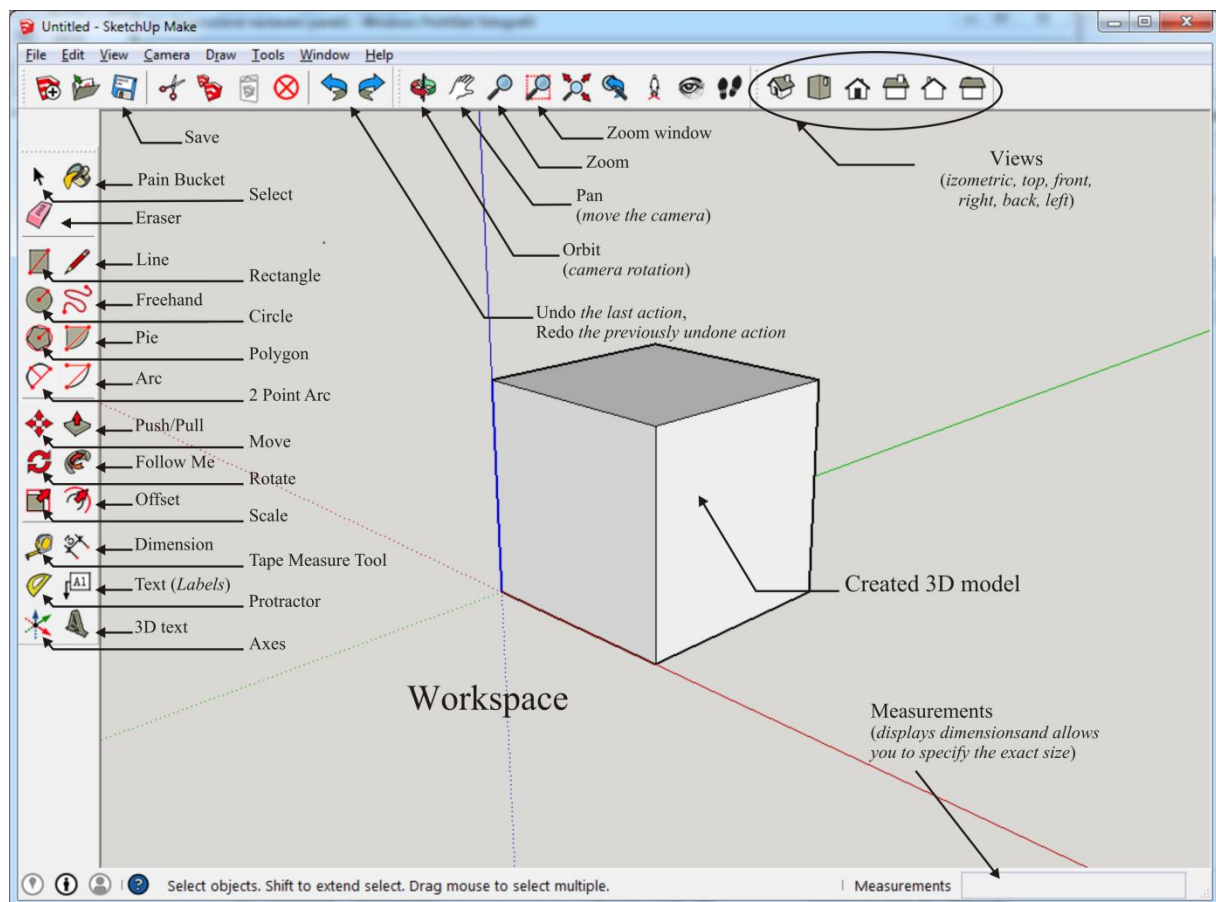 Untitled - SketchUp Make
File Edit View Camera Draw Tools Window Help
Save
Zoom window
Zoom
Pan
(move the camera)
Orbit
(camera rotation)
Undo the last action,
Redo the previously undone action
Views
(izometric, top, front,
right, back, left)
Pain Bucket
Select
Eraser
Line
Rectangle
Freehand
Circle
Pie
Polygon
Arc
2 Point Arc
Push/Pull
Move
Follow Me
Rotate
Offset
Scale
Dimension
Tape Measure Tool
A1
Text (Labels)
Protractor
3D text
Axes
Created 3D model
Workspace
Measurements
(displays dimensionsand allows
you to specify the exact size)
Select objects. Shift to extend select. Drag mouse to select multiple.
Measurements